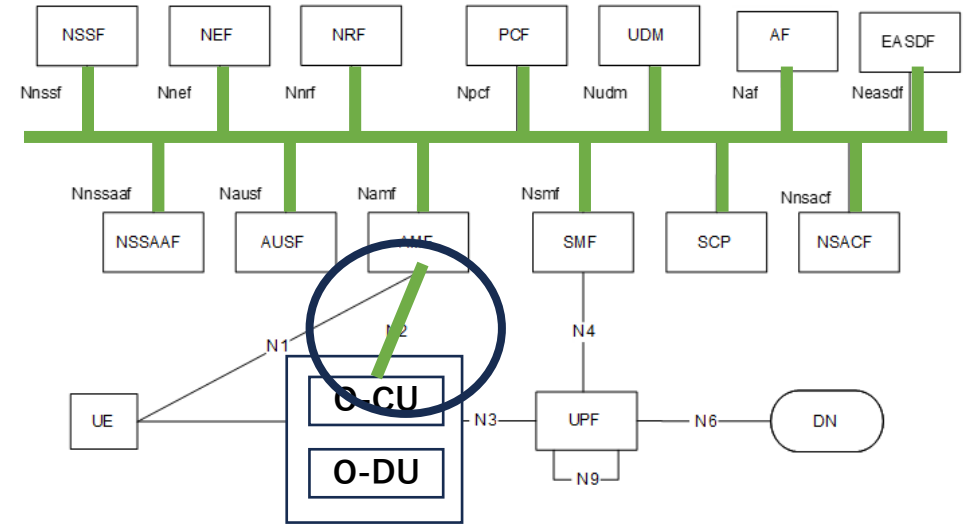 NSSF
NEF
NRF
PCF
UDM
AF
EASDF
Nnssf
Nnef
Nnrf
Npcf
Nudm
Naf
Neasdf
Nnssaaf
Nausf
Namf
Nsmf
Nnsacf
NSSAAF
AUSF
AMF
SMF
SCP
NSACF
N1
N2
N4
UE
O-CU
N3
UPF
N6
DN
O-DU
N9